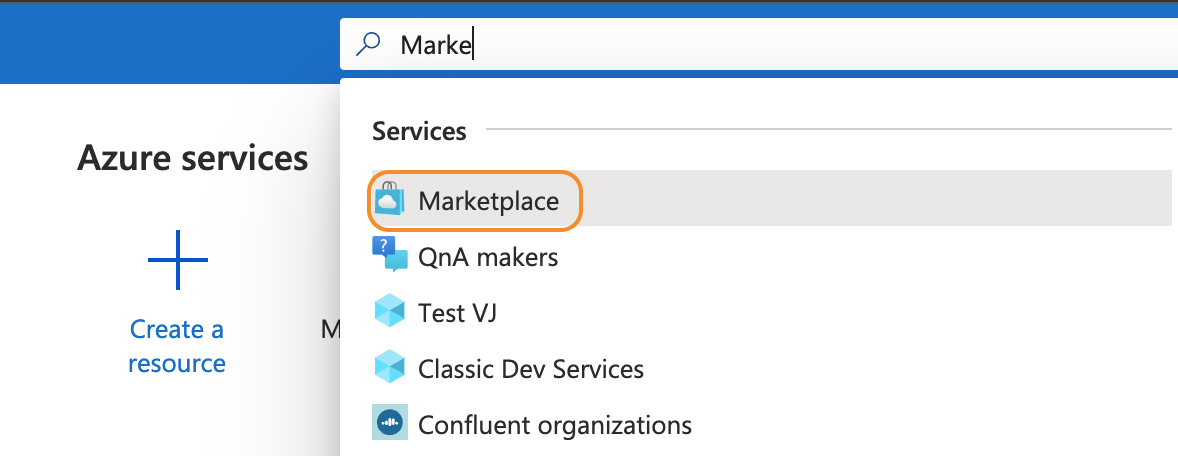 Marke
Services
Azure services
Marketplace
?
QnA makers
Test VJ
Create a
resource
M
Classic Dev Services
Confluent organizations